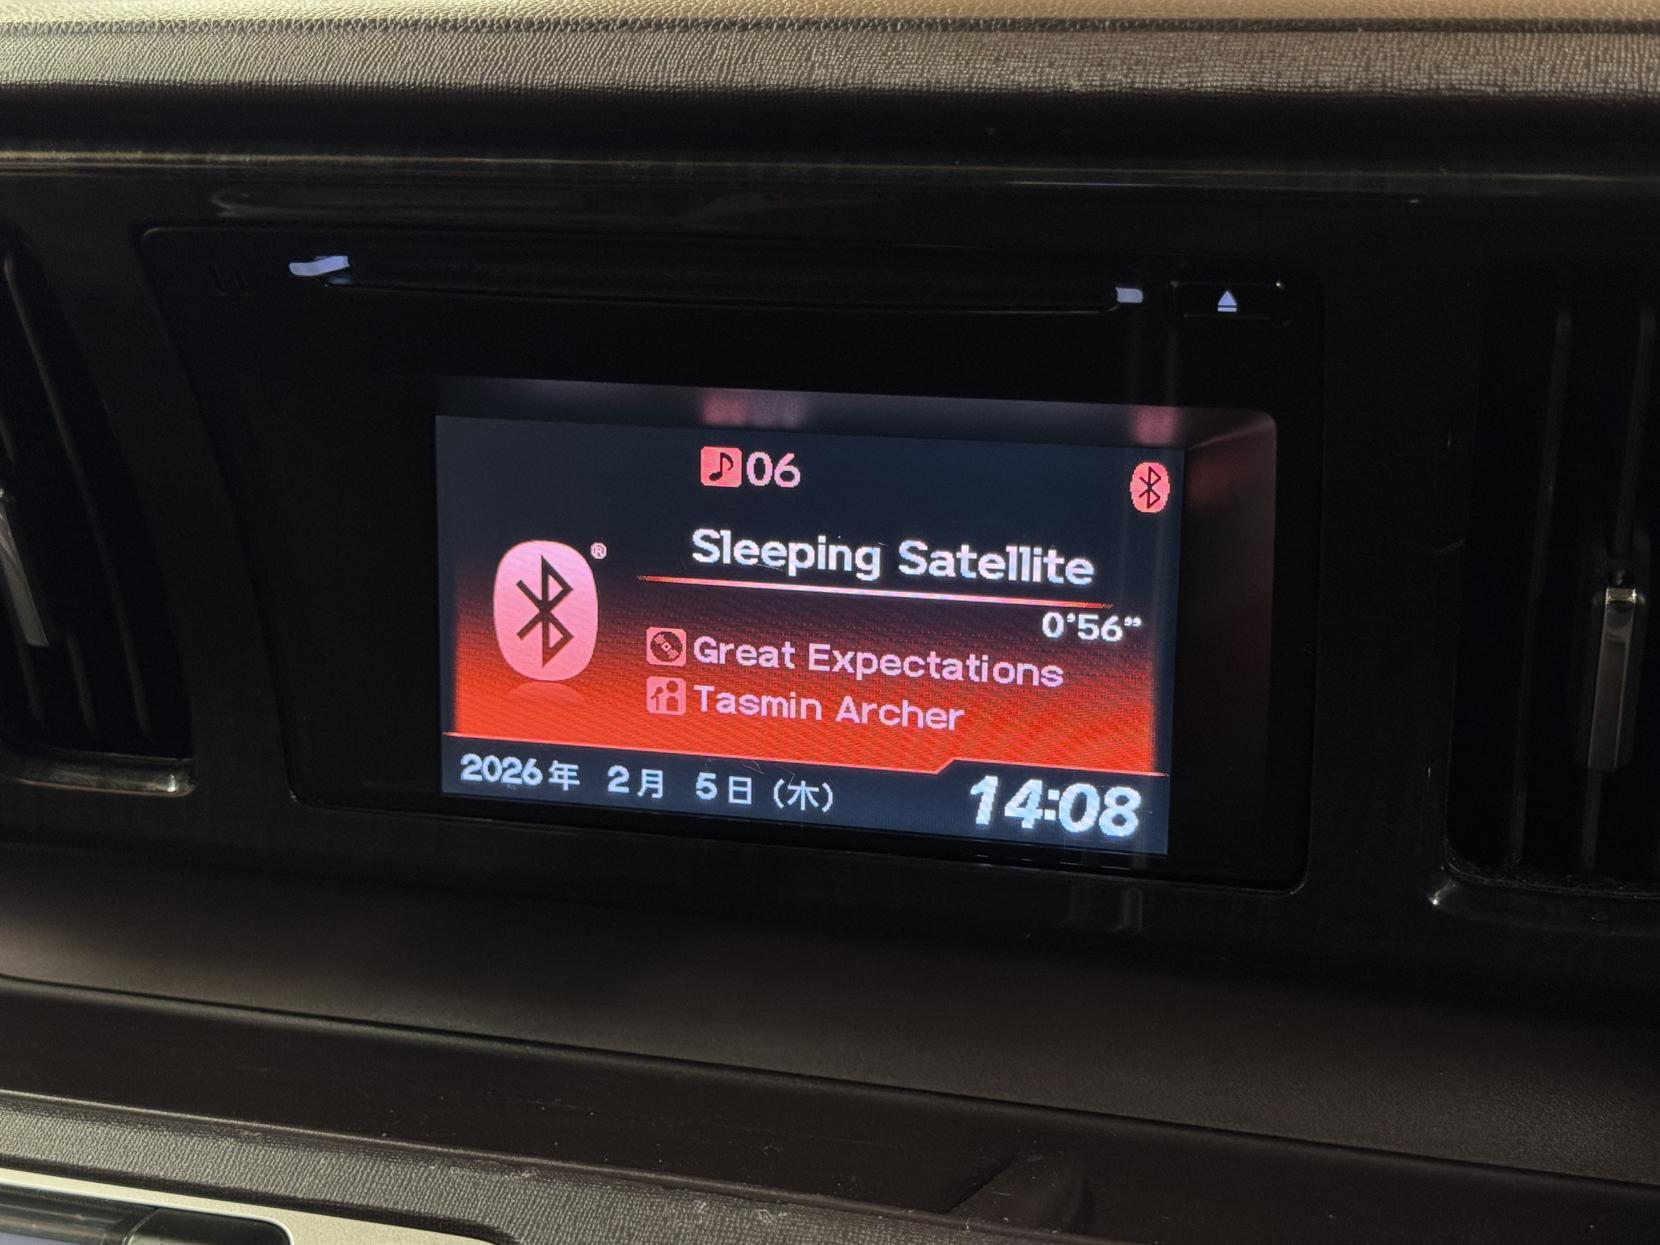 06
Sleeping Satellite
0'56"
®
Great Expectations
Tasmin Archer
2026年 2月 5日 (木)
14:08